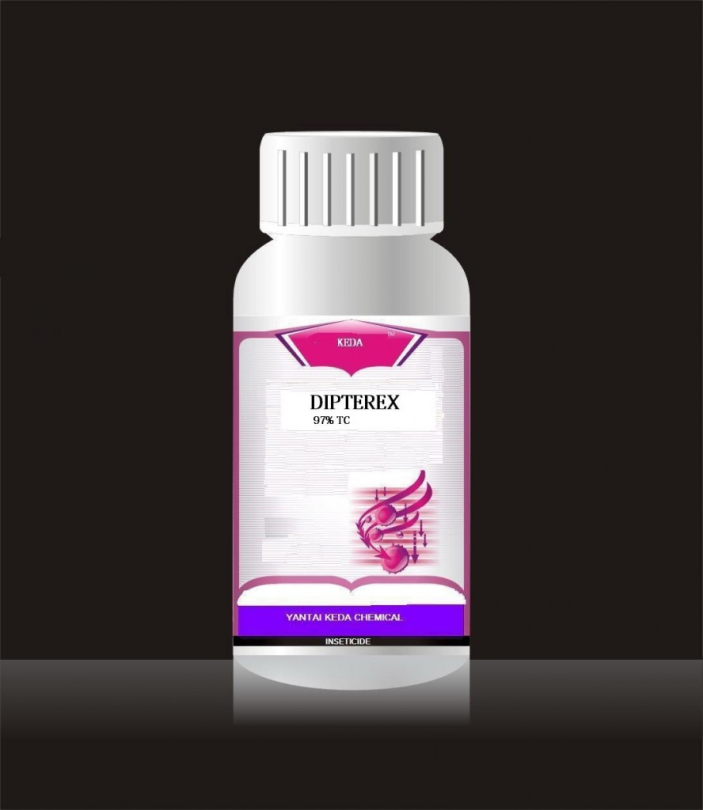 KEDA
DIPTEREX
97% TC
YANTAI KEDA CHEMICAL
INSETICIDE